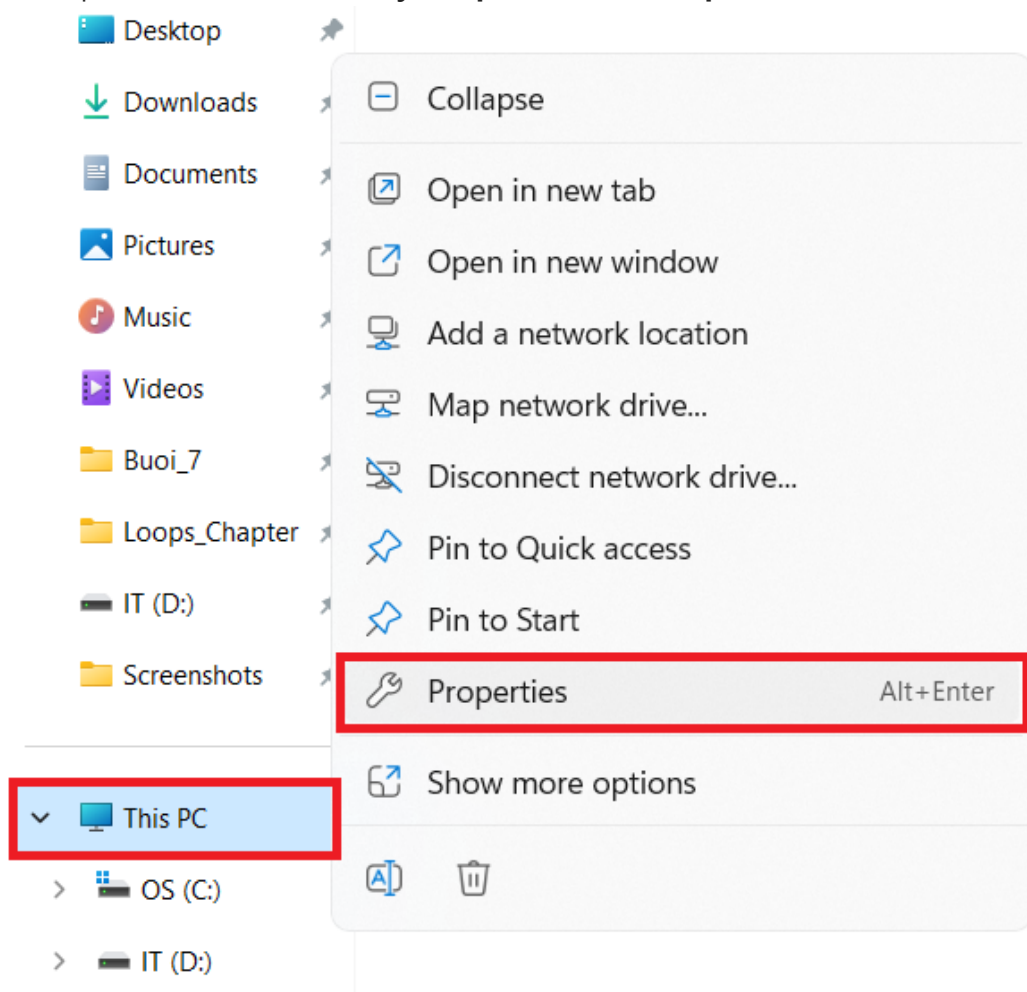 Desktop
Downloads
Documents
Pictures
Music
Videos
Buoi_7
Loops_Chapter
IT (D:)
Screenshots
This PC
OS (C:)
IT (D:)
Collapse
Open in new tab
Open in new window
Add a network location
Map network drive...
Disconnect network drive...
Pin to Quick access
Pin to Start
Properties Alt+Enter
Show more options